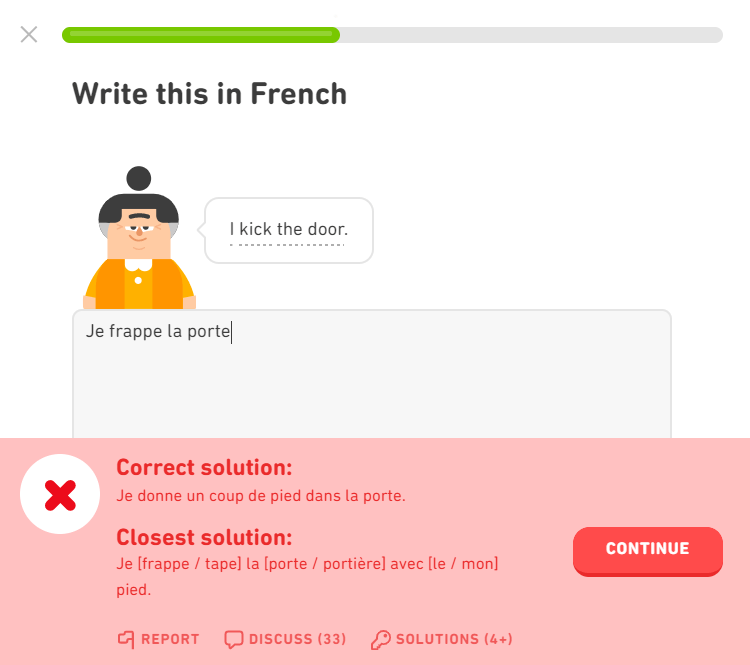 Write this in French
I kick the door.
Je frappe la porte
Correct solution:
Je donne un coup de pied dans la porte.
Closest solution:
Je [frappe / tape] la [porte / portière] avec [le / mon]
pied.
CONTINUE
REPORT
DISCUSS (33)
SOLUTIONS (4+)